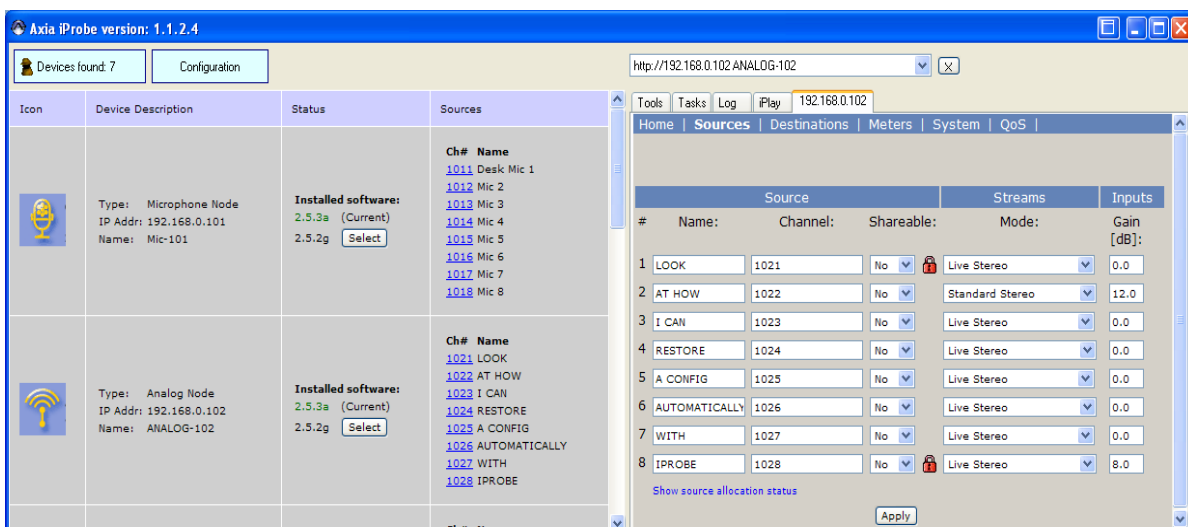 Axia iProbe version: 1.1.2.4
Devices found: 7
Configuration
http://192.168.0.102 ANALOG-102
X
Icon Device Description Status Sources
Type: Microphone Node
IP Addr: 192.168.0.101
Name: Mic-101
Installed software:
2.5.3a (Current)
2.5.2g Select
Ch# Name
1011 Desk Mic 1
1012 Mic 2
1013 Mic 3
1014 Mic 4
1015 Mic 5
1016 Mic 6
1017 Mic 7
1018 Mic 8
Type: Analog Node
IP Addr: 192.168.0.102
Name: ANALOG-102
Installed software:
2.5.3a (Current)
2.5.2g Select
Ch# Name
1021 LOOK
1022 AT HOW
1023 I CAN
1024 RESTORE
1025 A CONFIG
1026 AUTOMATICALLY
1027 WITH
1028 IPROBE
Tools Tasks Log iPlay 192.168.0.102
Home | Sources | Destinations | Meters | System | QoS |
Source Streams Inputs
# Name: Channel: Shareable: Mode: Gain
[dB]:
1 LOOK 1021 No Live Stereo 0.0
2 AT HOW 1022 No Standard Stereo 12.0
3 I CAN 1023 No Live Stereo 0.0
4 RESTORE 1024 No Live Stereo 0.0
5 A CONFIG 1025 No Live Stereo 0.0
6 AUTOMATICALLY 1026 No Live Stereo 0.0
7 WITH 1027 No Live Stereo 0.0
8 IPROBE 1028 No Live Stereo 8.0
Show source allocation status
Apply